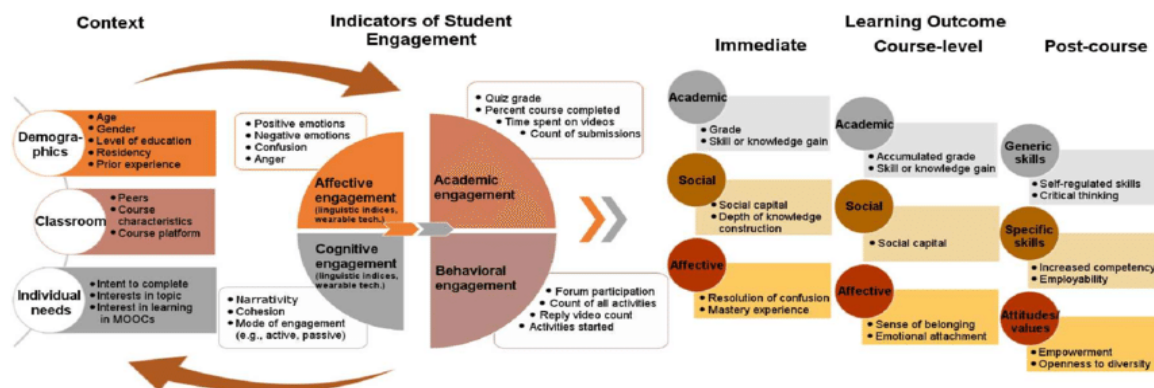 Context
Demogra-
phics
• Age
• Gender
• Level of education
• Residency
• Prior experience
Classroom
• Peers
• Course
characteristics
• Course platform
Individual
needs
• Intent to complete
• Interests in topic
• Interest in learning
in MOOCs
Indicators of Student
Engagement
• Positive emotions
• Negative emotions
• Confusion
• Anger
• Quiz grade
• Percent course completed
• Time spent on videos
• Count of submissions
Affective
engagement
(linguistic indices,
wearable tech.)
Academic
engagement
Cognitive
engagement
(linguistic indices,
wearable tech.)
Behavioral
engagement
• Narrativity
• Cohesion
• Mode of engagement
(e.g., active, passive)
• Forum participation
• Count of all activities
• Reply video count
• Activities started
Learning Outcome
Immediate
Academic
• Grade
• Skill or knowledge gain
Social
• Social capital
• Depth of knowledge
construction
Affective
• Resolution of confusion
• Mastery experience
Course-level
Academic
• Accumulated grade
• Skill or knowledge gain
Social
• Social capital
Affective
• Sense of belonging
• Emotional attachment
Post-course
Generic
skills
• Self-regulated skills
• Critical thinking
Specific
skills
• Increased competency
• Employability
Attitudes/
values
• Empowerment
• Openness to diversity